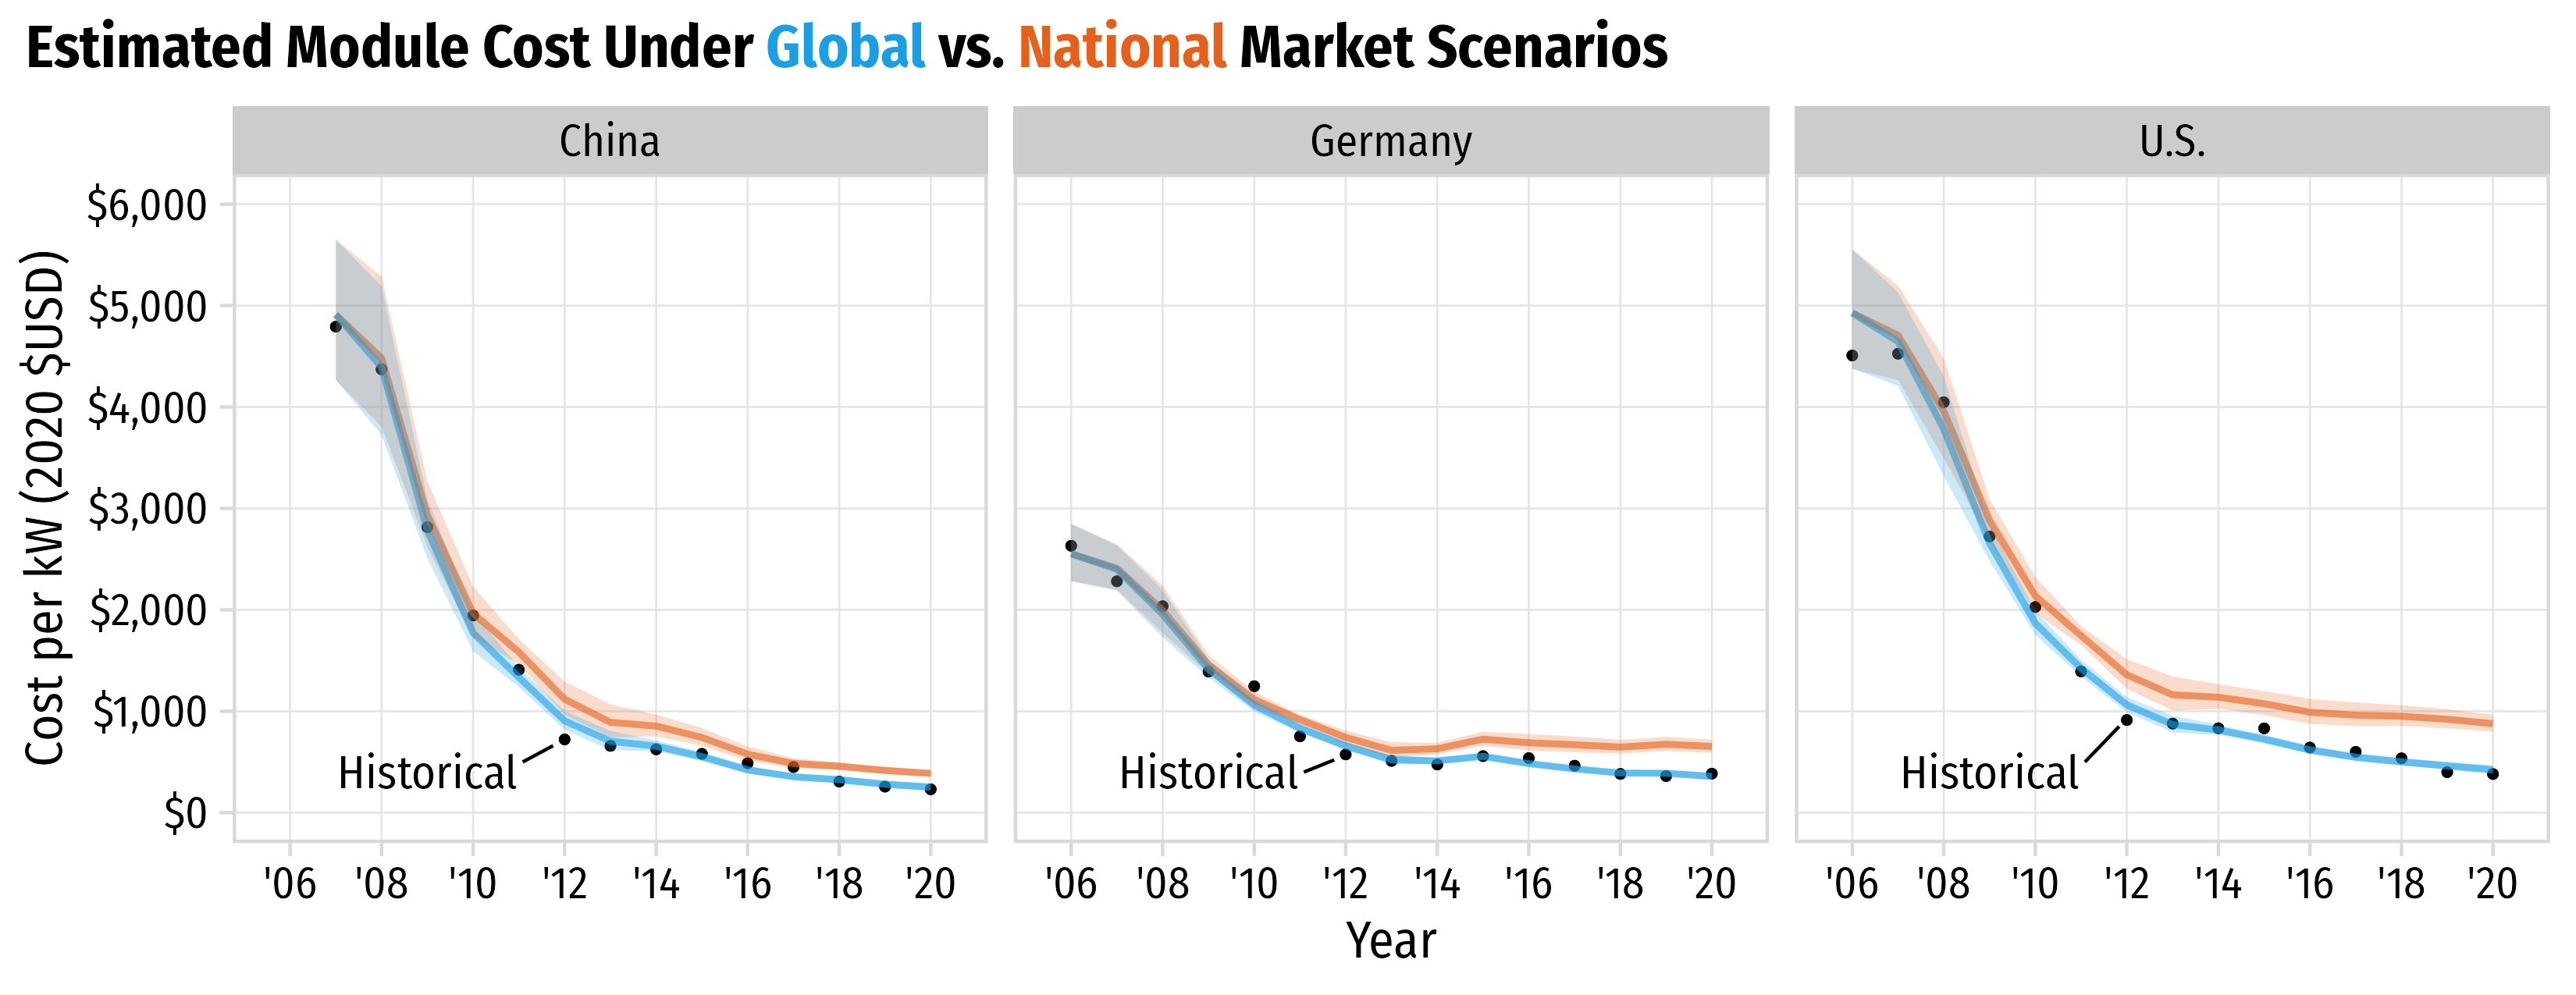 Estimated Module Cost Under Global vs. National Market Scenarios
China
Germany
U.S.
Cost per kW (2020 $USD)
$6,000
$5,000
$4,000
$3,000
$2,000
$1,000
$0
Historical
Historical
Historical
'06 '08 '10 '12 '14 '16 '18 '20
'06 '08 '10 '12 '14 '16 '18 '20
'06 '08 '10 '12 '14 '16 '18 '20
Year